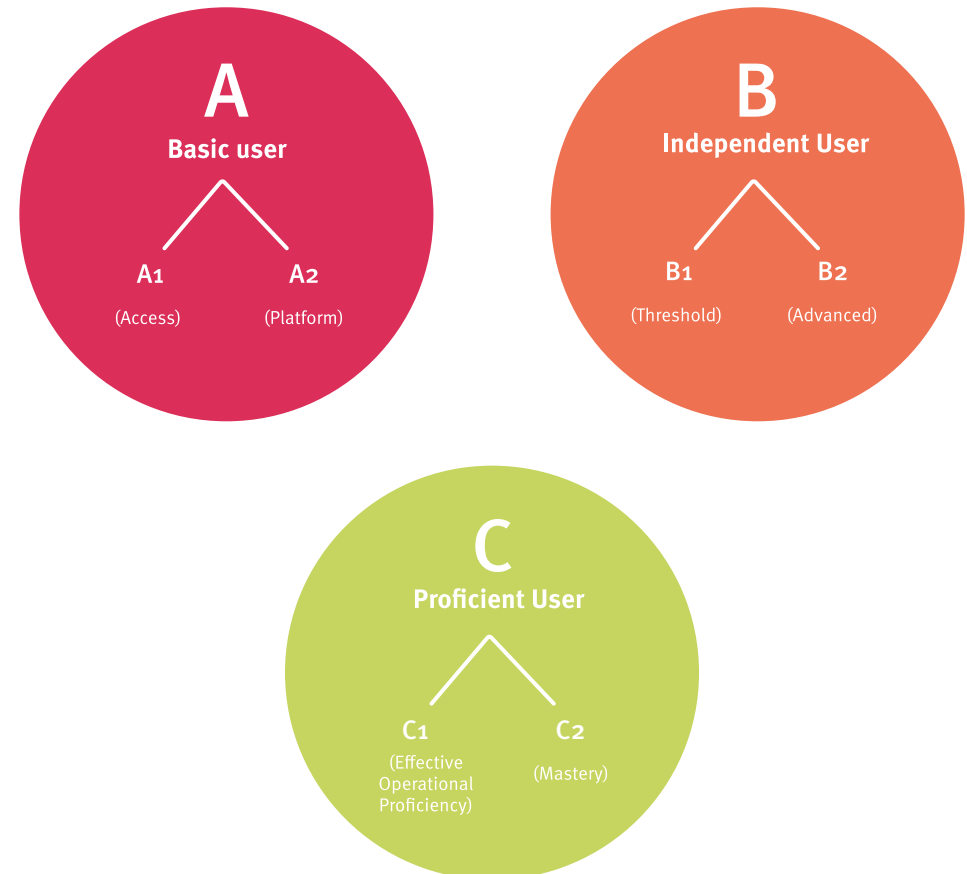 A
Basic user
A1
A2
(Access)
(Platform)
B
Independent User
B1
B2
(Threshold)
(Advanced)
C
Proficient User
C1
C2
(Effective
Operational
Proficiency)
(Mastery)